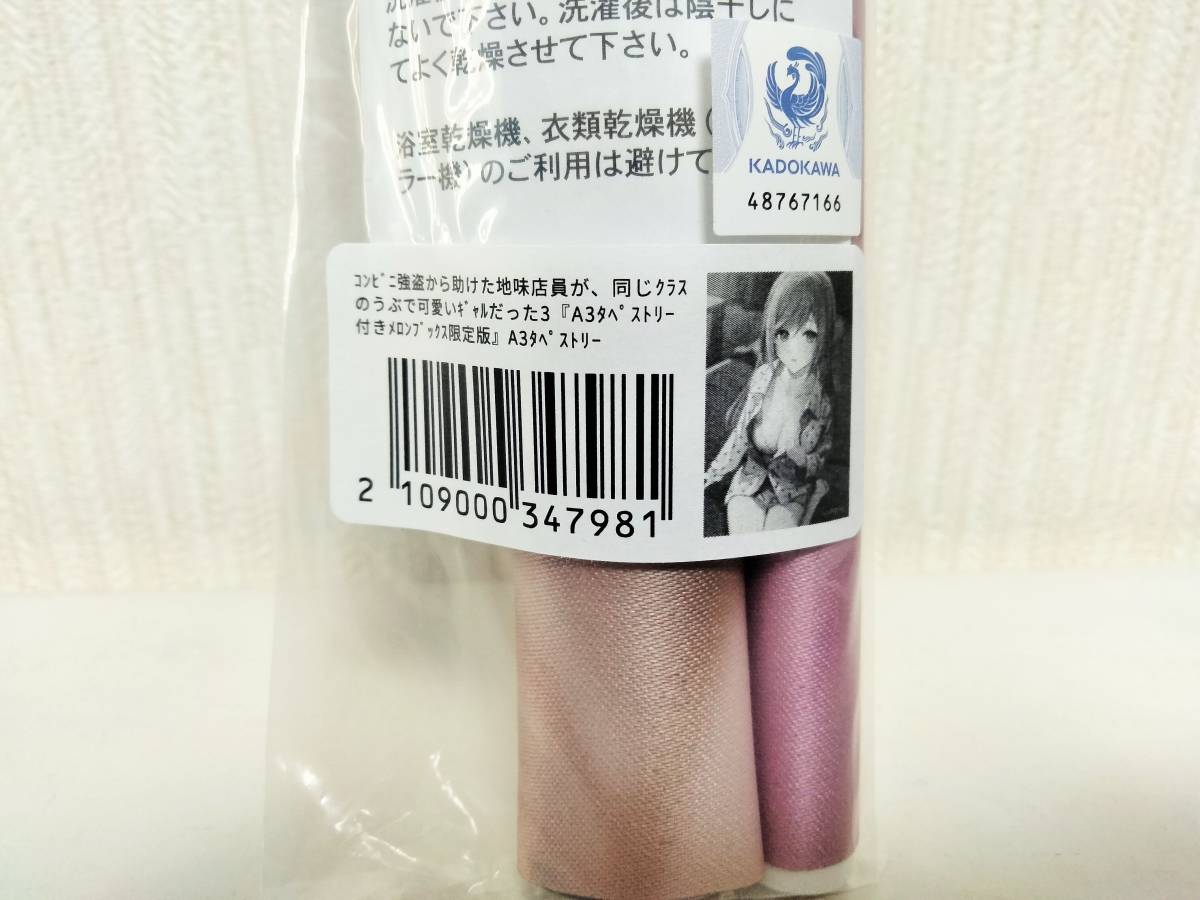 ないで下さい。洗濯後は陰干しに
てよく乾燥させて下さい。
浴室乾燥機、衣類乾燥機(
ラー機)のご利用は避けて
KADOKAWA
48767166
ｺﾝﾋﾞﾆ強盗から助けた地味店員が、同じｸﾗｽ
のうぶで可愛いｷﾞｬﾙだった3『A3ﾀﾍﾟｽﾄﾘｰ
付きﾒﾛﾝﾌﾞｯｸｽ限定版』A3ﾀﾍﾟｽﾄﾘｰ
2 109000 347981